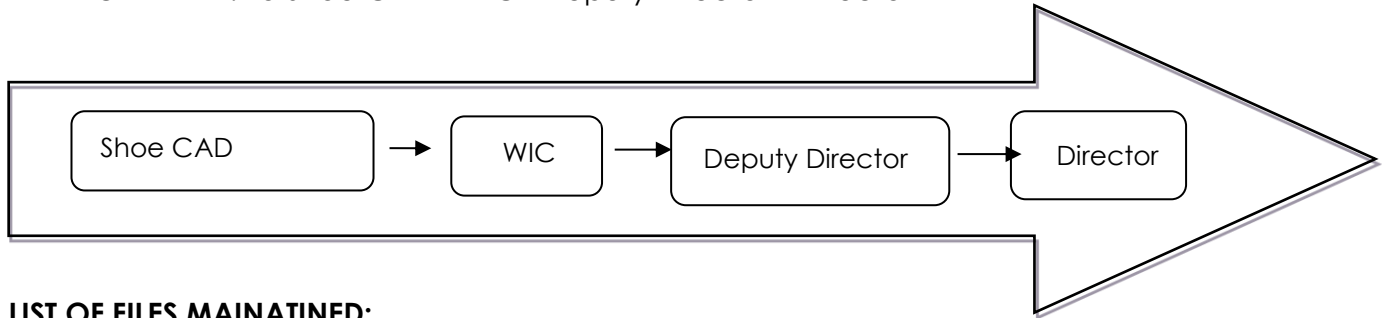 Shoe CAD
WIC
Deputy Director
Director
LIST OF FILES MAINATINED: